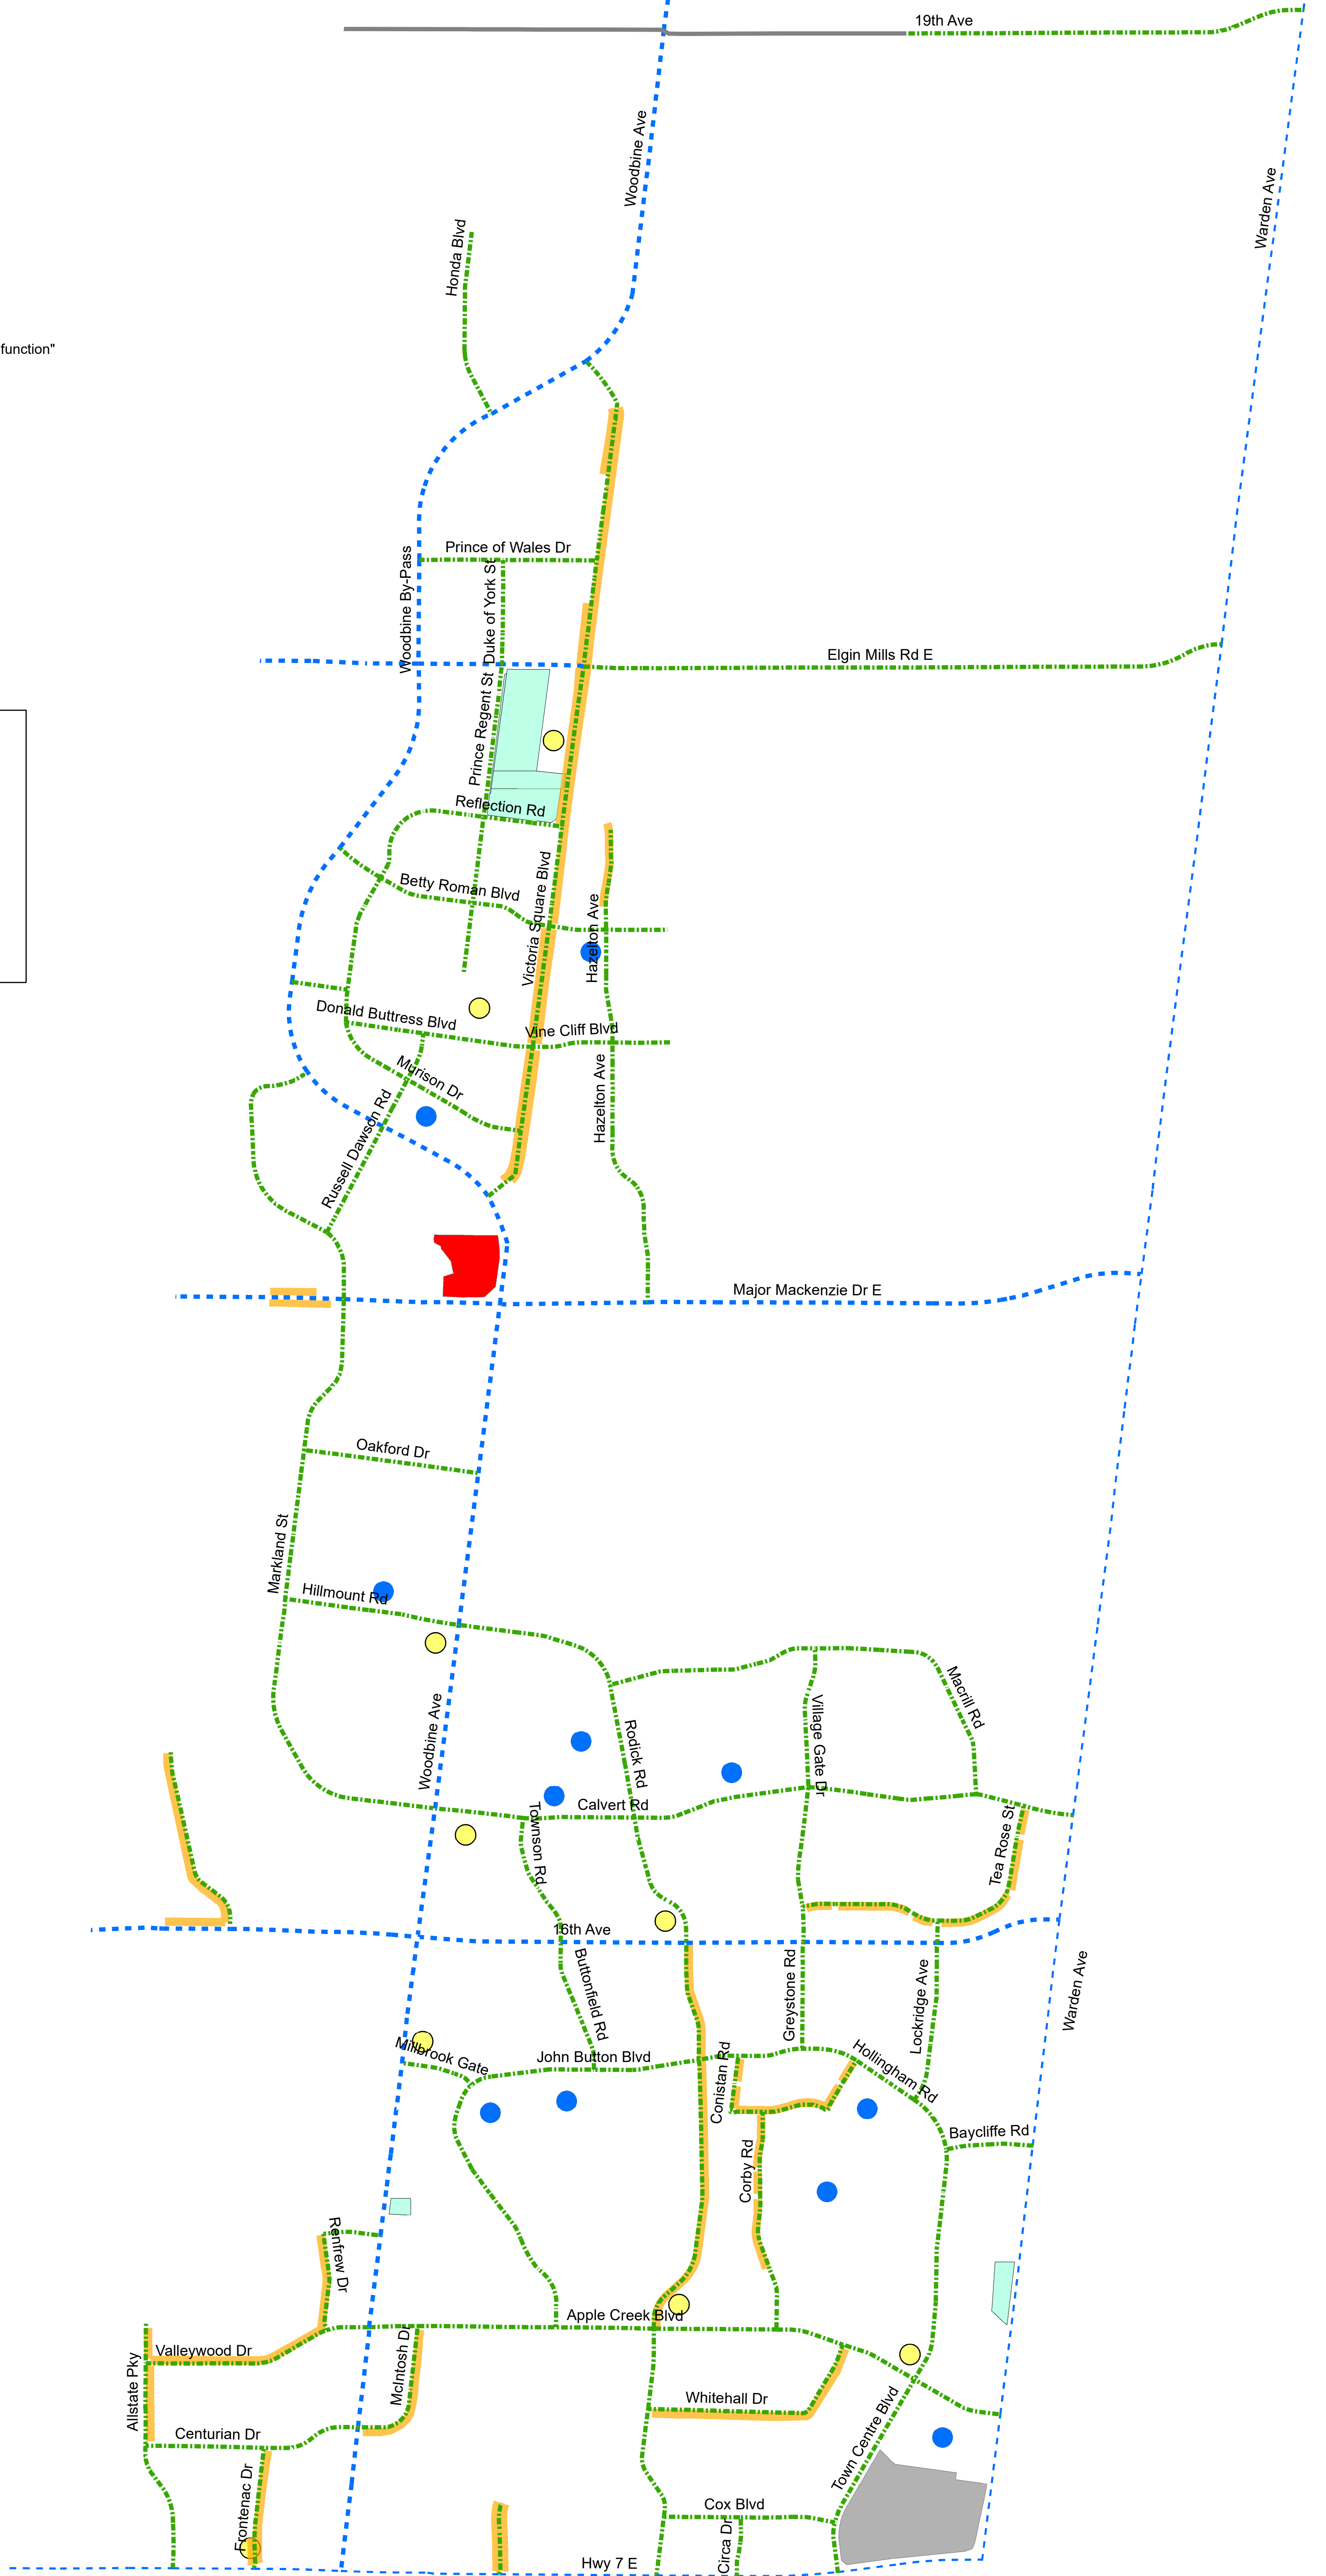 19th Ave
Woodbine Ave
Warden Ave
Honda Blvd
function"
Prince of Wales Dr
Woodbine By-Pass
Duke of York St
Elgin Mills Rd E
Prince Regent St
Reflection Rd
Betty Roman Blvd
Victoria Square Blvd
Hazelton Ave
Donald Buttress Blvd
Vine Cliff Blvd
Murison Dr
Hazelton Ave
Russell Dawson Rd
Major Mackenzie Dr E
Oakford Dr
Markland St
Hillmount Rd
Macrill Rd
Woodbine Ave
Rodick Rd
Village Gate Dr
Calvert Rd
Townson Rd
Tea Rose St
16th Ave
Buttonfield Rd
Greystone Rd
Lockridge Ave
Warden Ave
Millbrook Gate
John Button Blvd
Conistan Rd
Hollingham Rd
Baycliffe Rd
Corby Rd
Renfrew Dr
Apple Creek Blvd
Valleywood Dr
McIntosh Dr
Allstate Pky
Whitehall Dr
Centurian Dr
Town Centre Blvd
Frontenac Dr
Cox Blvd
Circa Dr
Hwy 7 E